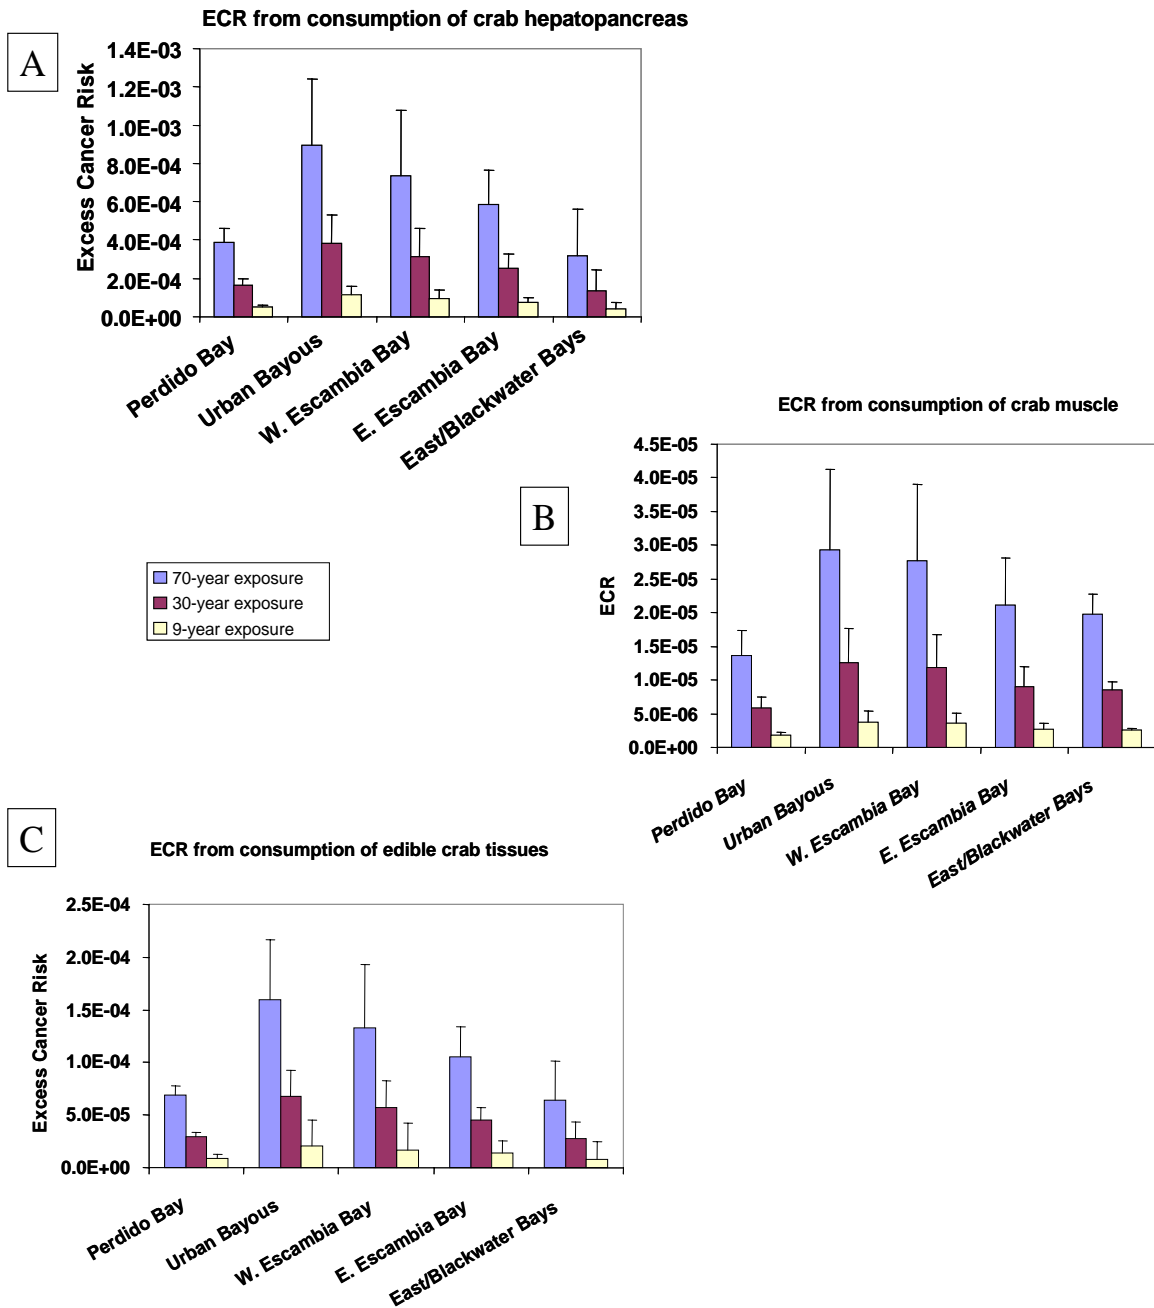 ECR from consumption of crab hepatopancreas
A
Excess Cancer Risk
1.4E-03
1.2E-03
1.0E-03
8.0E-04
6.0E-04
4.0E-04
2.0E-04
0.0E+00
Perdido Bay
Urban Bayous
W. Escambia Bay
E. Escambia Bay
East/Blackwater Bays
ECR from consumption of crab muscle
B
ECR
4.5E-05
4.0E-05
3.5E-05
3.0E-05
2.5E-05
2.0E-05
1.5E-05
1.0E-05
5.0E-06
0.0E+00
Perdido Bay
Urban Bayous
W. Escambia Bay
E. Escambia Bay
East/Blackwater Bays
70-year exposure
30-year exposure
9-year exposure
C
ECR from consumption of edible crab tissues
Excess Cancer Risk
2.5E-04
2.0E-04
1.5E-04
1.0E-04
5.0E-05
0.0E+00
Perdido Bay
Urban Bayous
W. Escambia Bay
E. Escambia Bay
East/Blackwater Bays